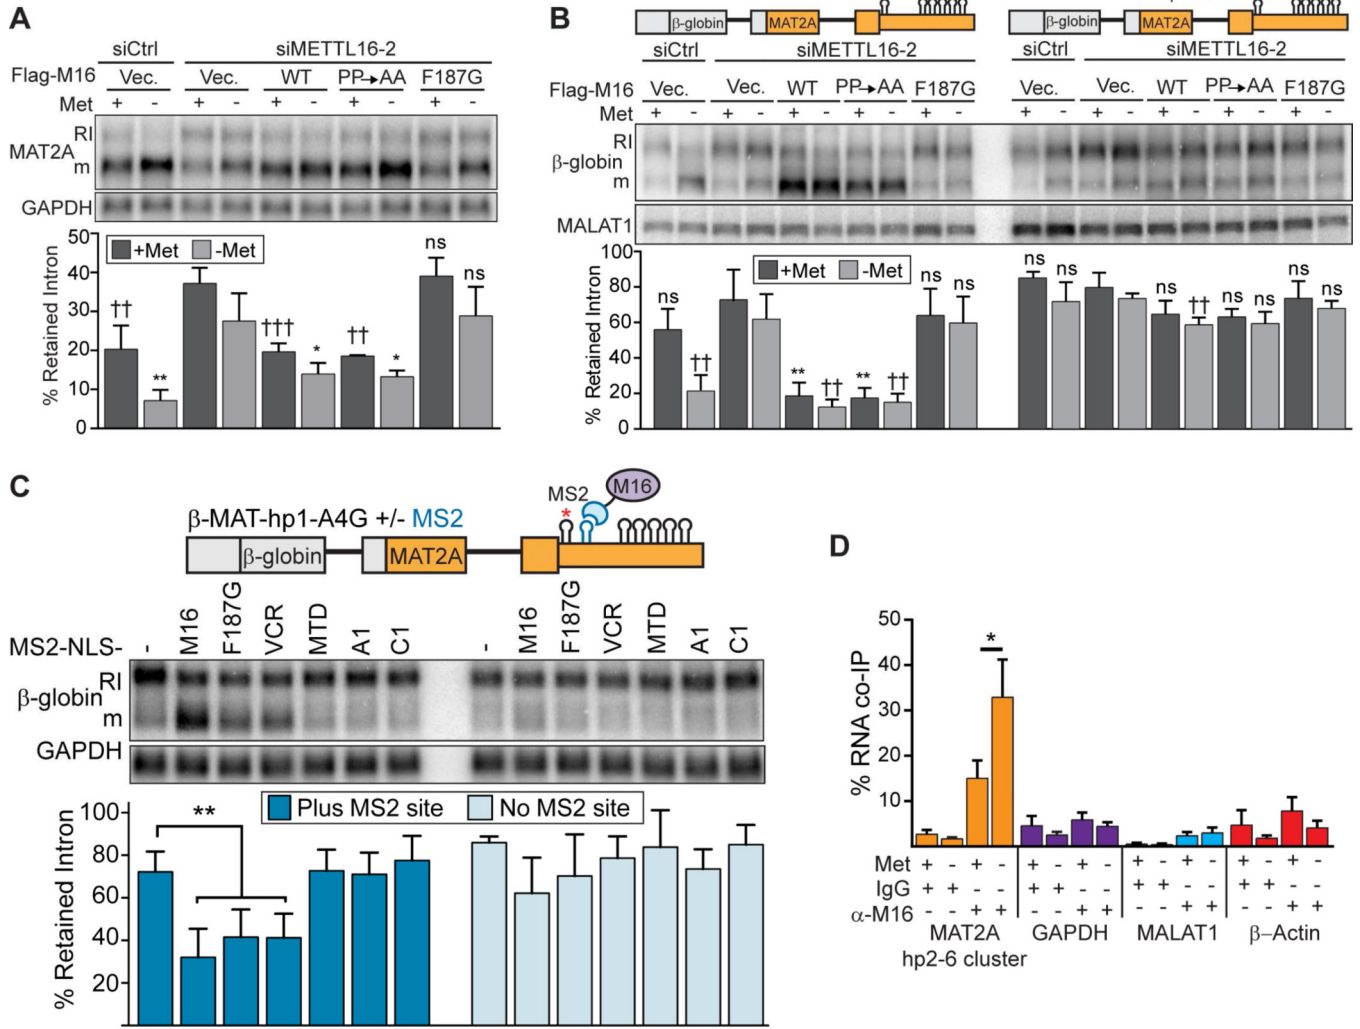 A
siCtrl siMETTL16-2
Flag-M16 Vec. Vec. WT PP→AA F187G
Met + - + - + - + - + -
RI
MAT2A
m
GAPDH
% Retained Intron
50
40
30
20
10
0
+Met -Met
†† ** ††† * †† * ns ns
B
β-globin MAT2A β-globin MAT2A
siCtrl siMETTL16-2 siCtrl siMETTL16-2
Flag-M16 Vec. Vec. WT PP→AA F187G Vec. Vec. WT PP→AA F187G
Met + - + - + - + - + - + - + - + - + - + -
RI
β-globin
m
MALAT1
% Retained Intron
100
80
60
40
20
0
+Met -Met
ns †† ** †† ** †† ns ns ns ns ns †† ns ns ns ns
C
MS2 M16
*
β-MAT-hp1-A4G +/- MS2
β-globin MAT2A
MS2-NLS- - M16 F187G VCR MTD A1 C1 - M16 F187G VCR MTD A1 C1
RI
β-globin
m
GAPDH
% Retained Intron
100
80
60
40
20
Plus MS2 site No MS2 site
**
D
% RNA co-IP
50
40
30
20
10
*
Met + - + - + - + - + - + - + - + -
IgG + + - - + + - - + + - - + + - -
α-M16 - - + + - - + + - - + + - - + +
MAT2A GAPDH MALAT1 β-Actin
hp2-6 cluster